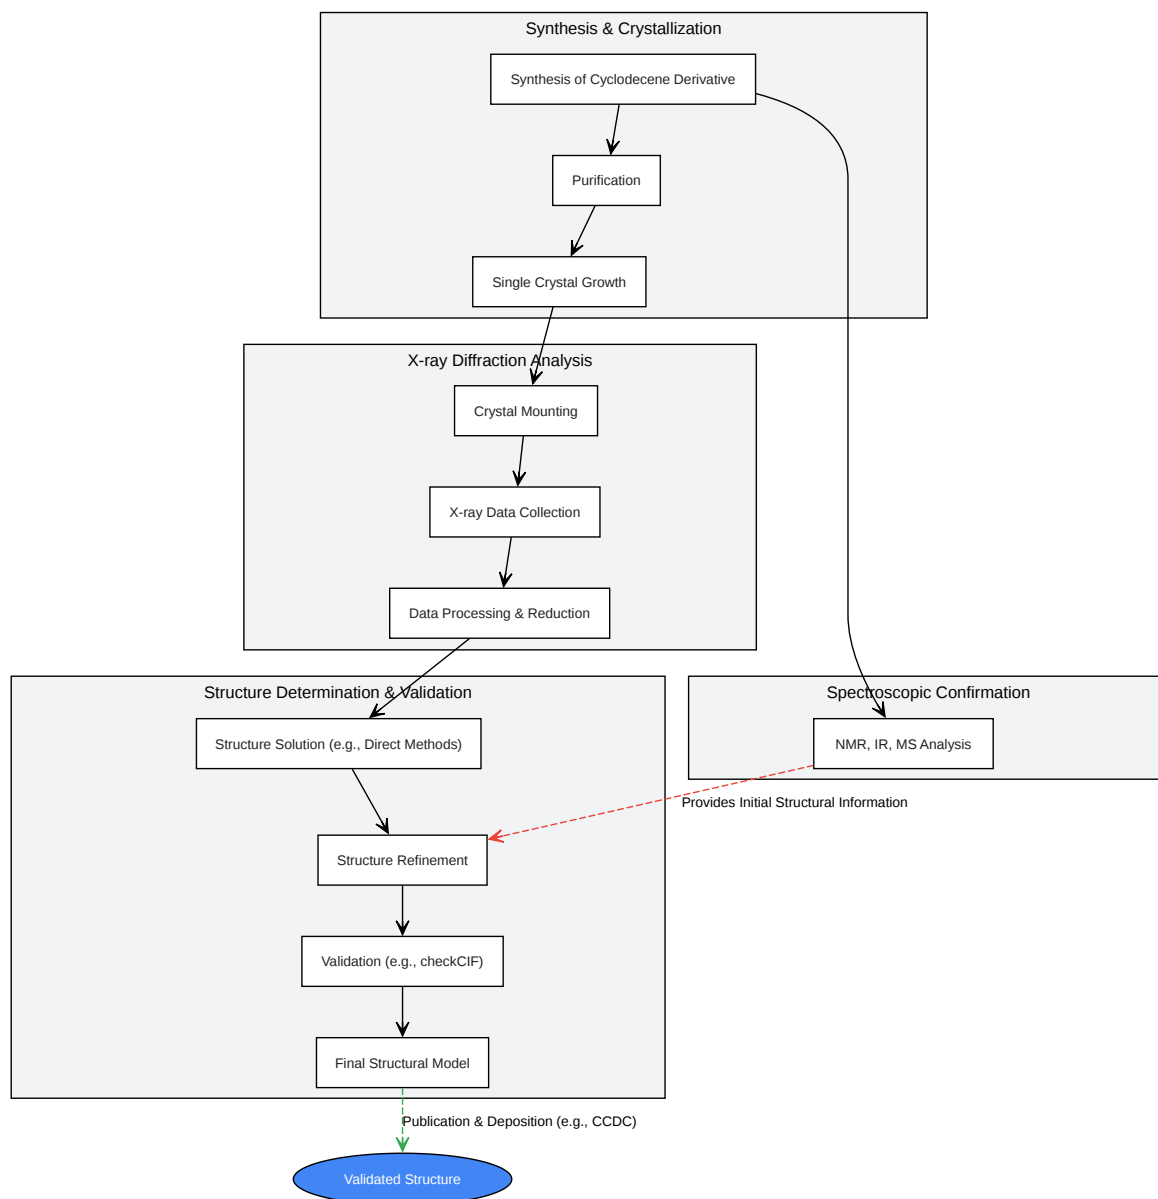 Synthesis & Crystallization
Synthesis of Cyclodecene Derivative
Purification
Single Crystal Growth
X-ray Diffraction Analysis
Crystal Mounting
X-ray Data Collection
Data Processing & Reduction
Structure Determination & Validation
Structure Solution (e.g., Direct Methods)
Spectroscopic Confirmation
NMR, IR, MS Analysis
Provides Initial Structural Information
Structure Refinement
Validation (e.g., checkCIF)
Final Structural Model
Publication & Deposition (e.g., CCDC)
Validated Structure